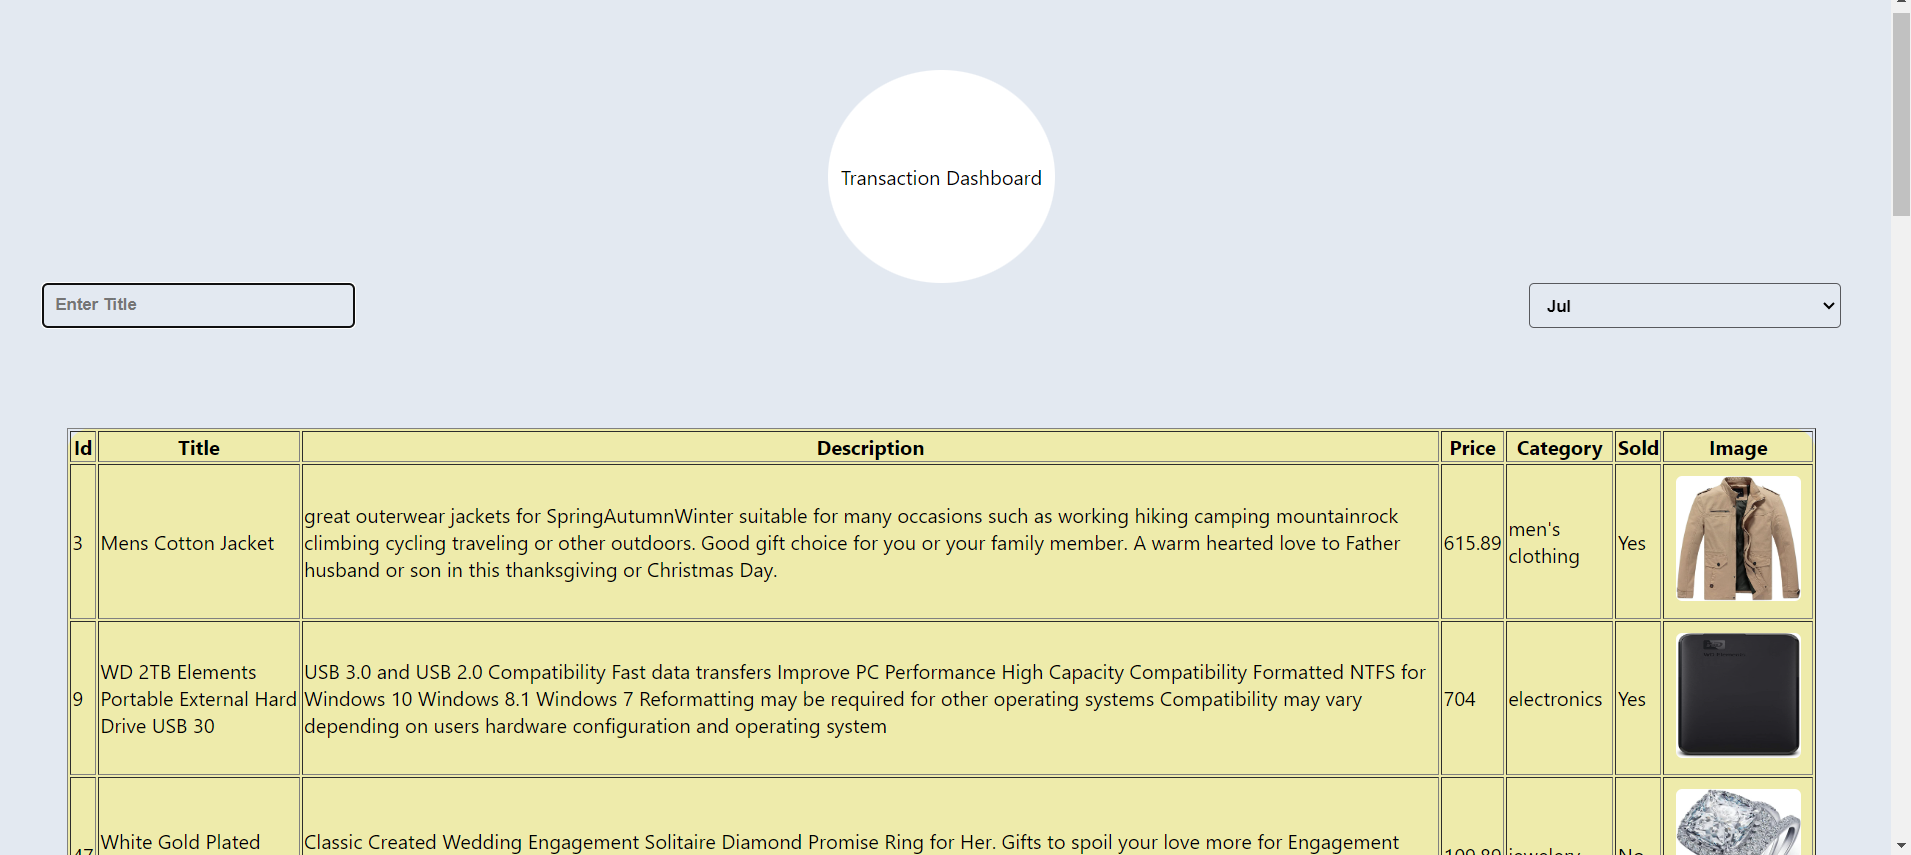 Transaction Dashboard
Enter Title
Jul
Id Title Description Price Category Sold Image
3 Mens Cotton Jacket great outerwear jackets for SpringAutumnWinter suitable for many occasions such as working hiking camping mountainrock
climbing cycling traveling or other outdoors. Good gift choice for you or your family member. A warm hearted love to Father
husband or son in this thanksgiving or Christmas Day. 615.89 men's
clothing Yes
9 WD 2TB Elements
Portable External Hard
Drive USB 30 USB 3.0 and USB 2.0 Compatibility Fast data transfers Improve PC Performance High Capacity Compatibility Formatted NTFS for
Windows 10 Windows 8.1 Windows 7 Reformatting may be required for other operating systems Compatibility may vary
depending on users hardware configuration and operating system 704 electronics Yes
White Gold Plated Classic Created Wedding Engagement Solitaire Diamond Promise Ring for Her. Gifts to spoil your love more for Engagement
47 109.89 jewelery No